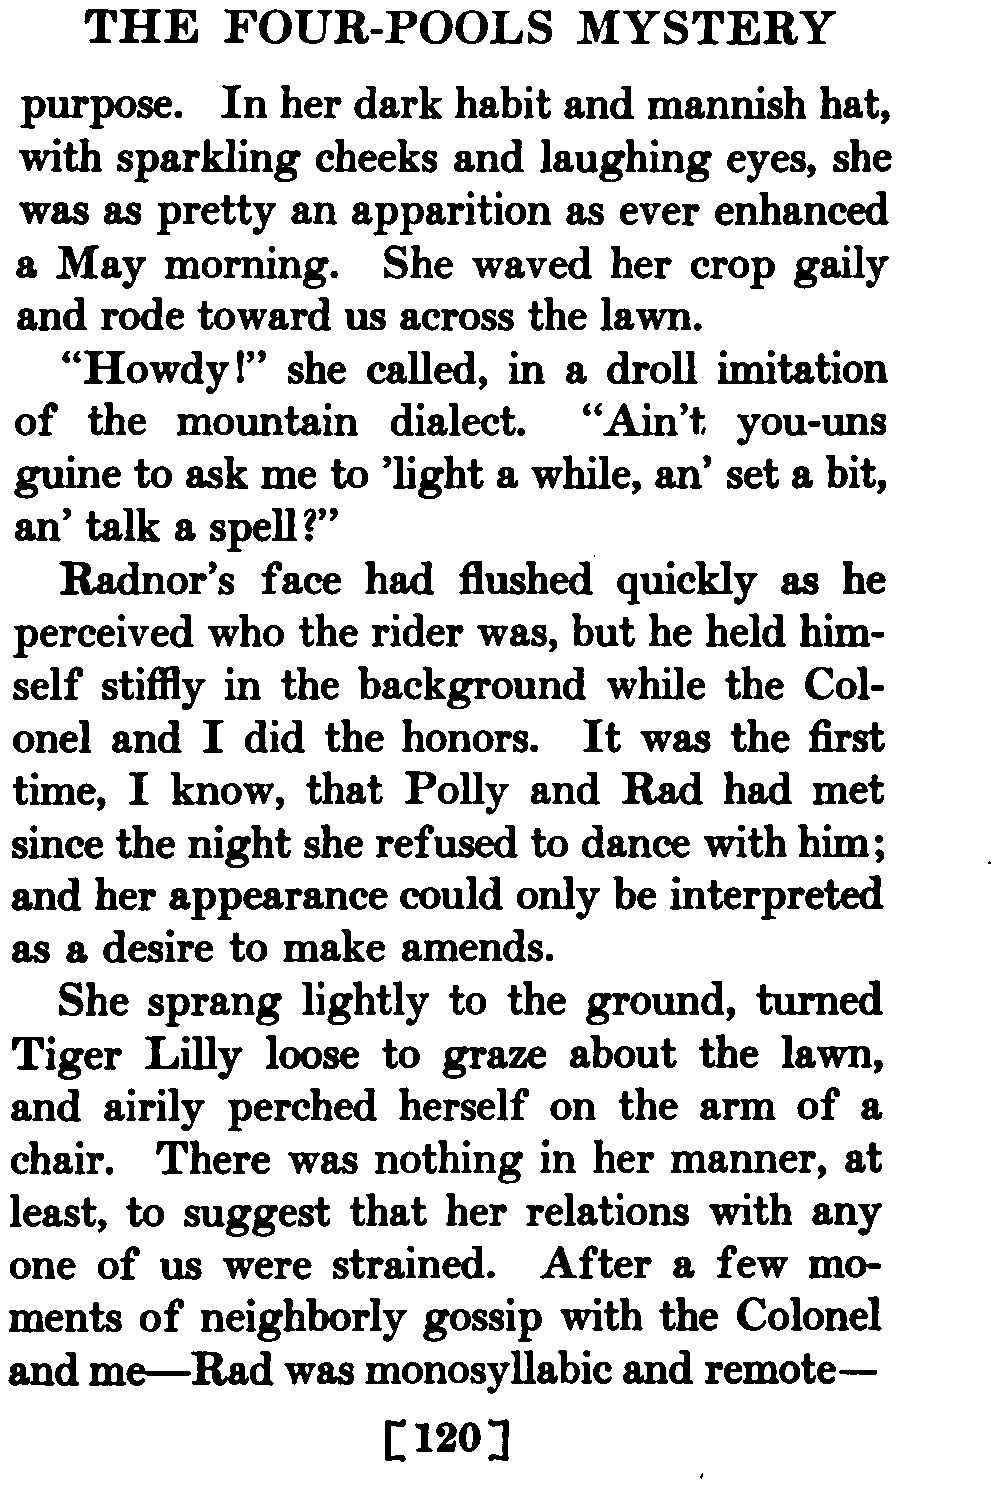 THE FOUR-POOLS MYSTERY
purpose. In her dark habit and mannish hat,
with sparkling cheeks and laughing eyes, she
was as pretty an apparition as ever enhanced
a May morning. She waved her crop gaily
and rode toward us across the lawn.
“Howdy!” she called, in a droll imitation
of the mountain dialect. “Ain’t you-uns
guine to ask me to ’light a while, an’ set a bit,
an’ talk a spell?”
Radnor’s face had flushed quickly as he
perceived who the rider was, but he held him-
self stiffly in the background while the Col-
onel and I did the honors. It was the first
time, I know, that Polly and Rad had met
since the night she refused to dance with him;
and her appearance could only be interpreted
as a desire to make amends.
She sprang lightly to the ground, turned
Tiger Lilly loose to graze about the lawn,
and airily perched herself on the arm of a
chair. There was nothing in her manner, at
least, to suggest that her relations with any
one of us were strained. After a few mo-
ments of neighborly gossip with the Colonel
and me—Rad was monosyllabic and remote—
[120]